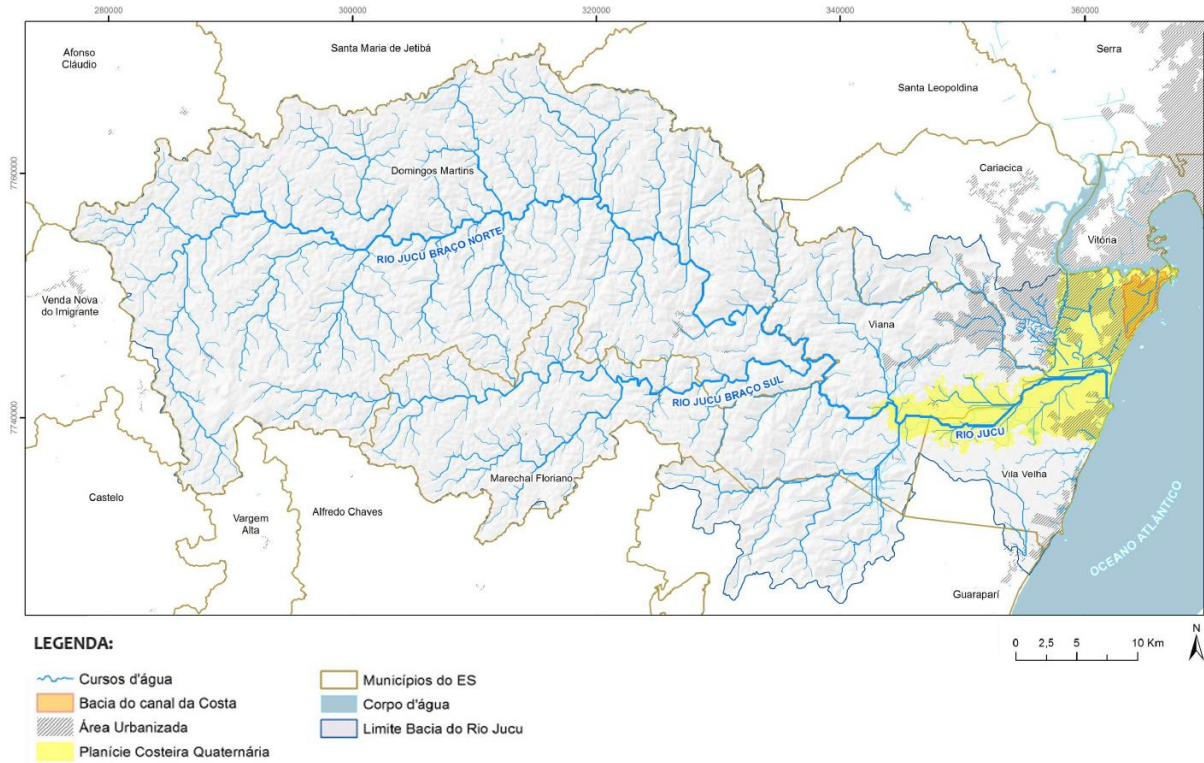 280000
300000
320000
340000
360000
7760000
7740000
Afonso
Cláudio
Santa Maria de Jetibá
Serra
Santa Leopoldina
Cariacica
Domingos Martins
Vitória
RIO JUCU BRAÇO NORTE
Venda Nova
do Imigrante
Viana
RIO JUCU BRAÇO SUL
RIO JUCU
Marechal Floriano
Vila Velha
Castelo
Vargem
Alta
Alfredo Chaves
OCEANO ATLÂNTICO
Guaraparí
LEGENDA:
Cursos d'água
Bacia do canal da Costa
Área Urbanizada
Planície Costeira Quaternária
Municípios do ES
Corpo d'água
Limite Bacia do Rio Jucu
0 2,5 5 10 Km
N